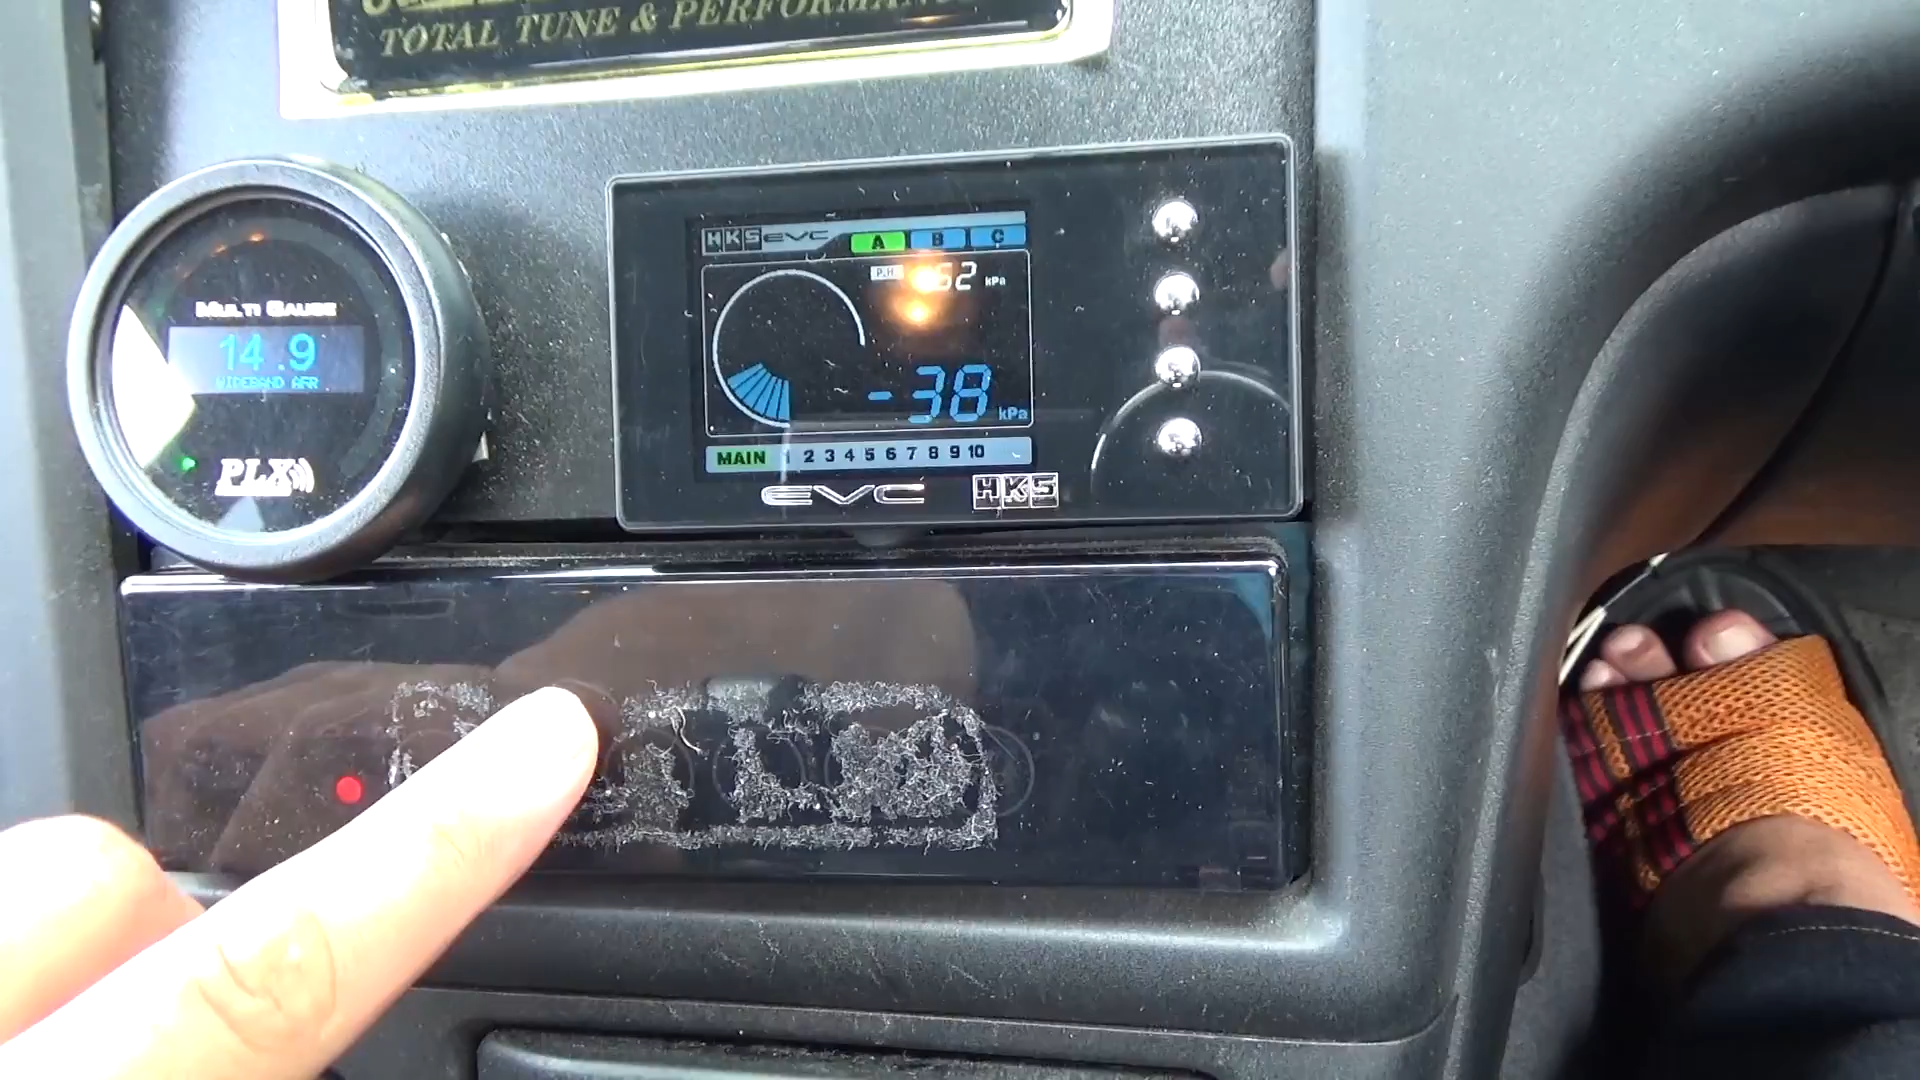 TOTAL TUNE & PERFORMANCE
HKS EVC A B C
P.H kPa
-38 kPa
MAIN 1 2 3 4 5 6 7 8 9 10
EVC HKS
MULTI GAUGE
14.9
WIDEBAND AFR
PLX